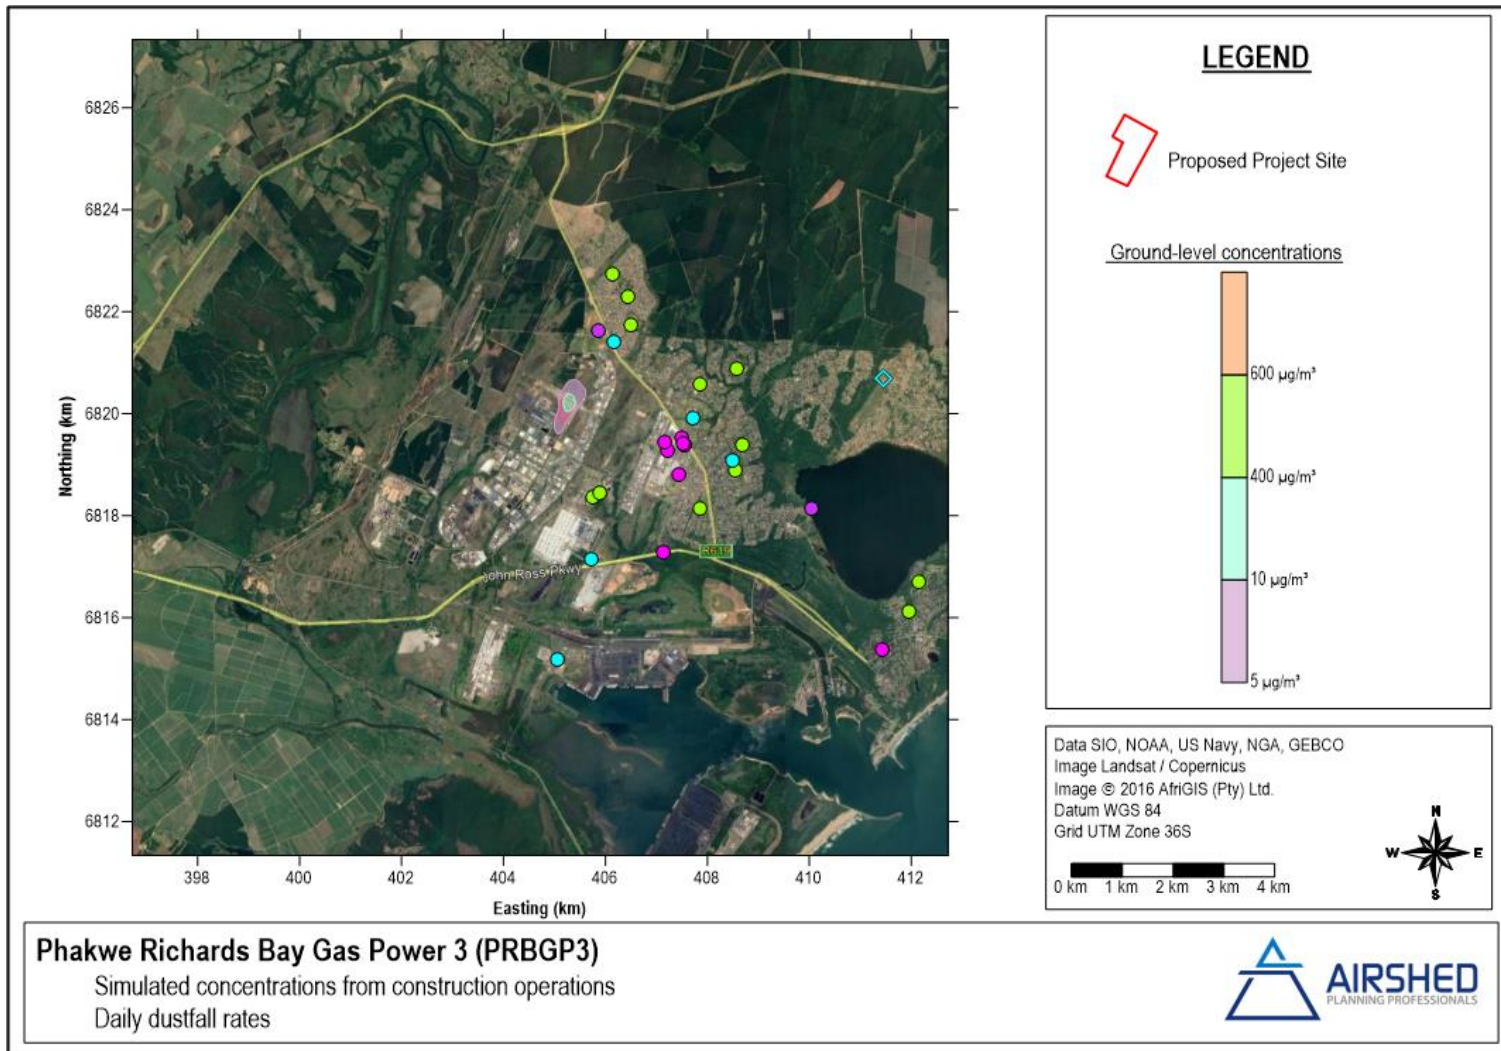 6826
6824
6822
6820
6818
6816
6814
6812
Northing (km)
398
400
402
404
406
408
410
412
Easting (km)
John Ross Pkwy
R619
LEGEND
Proposed Project Site
Ground-level concentrations
600 µg/m³
400 µg/m³
10 µg/m³
5 µg/m³
Data SIO, NOAA, US Navy, NGA, GEBCO
Image Landsat / Copernicus
Image © 2016 AfriGIS (Pty) Ltd.
Datum WGS 84
Grid UTM Zone 36S
N
W E
S
0 km 1 km 2 km 3 km 4 km
Phakwe Richards Bay Gas Power 3 (PRBGP3)
Simulated concentrations from construction operations
Daily dustfall rates
AIRSHED
PLANNING PROFESSIONALS